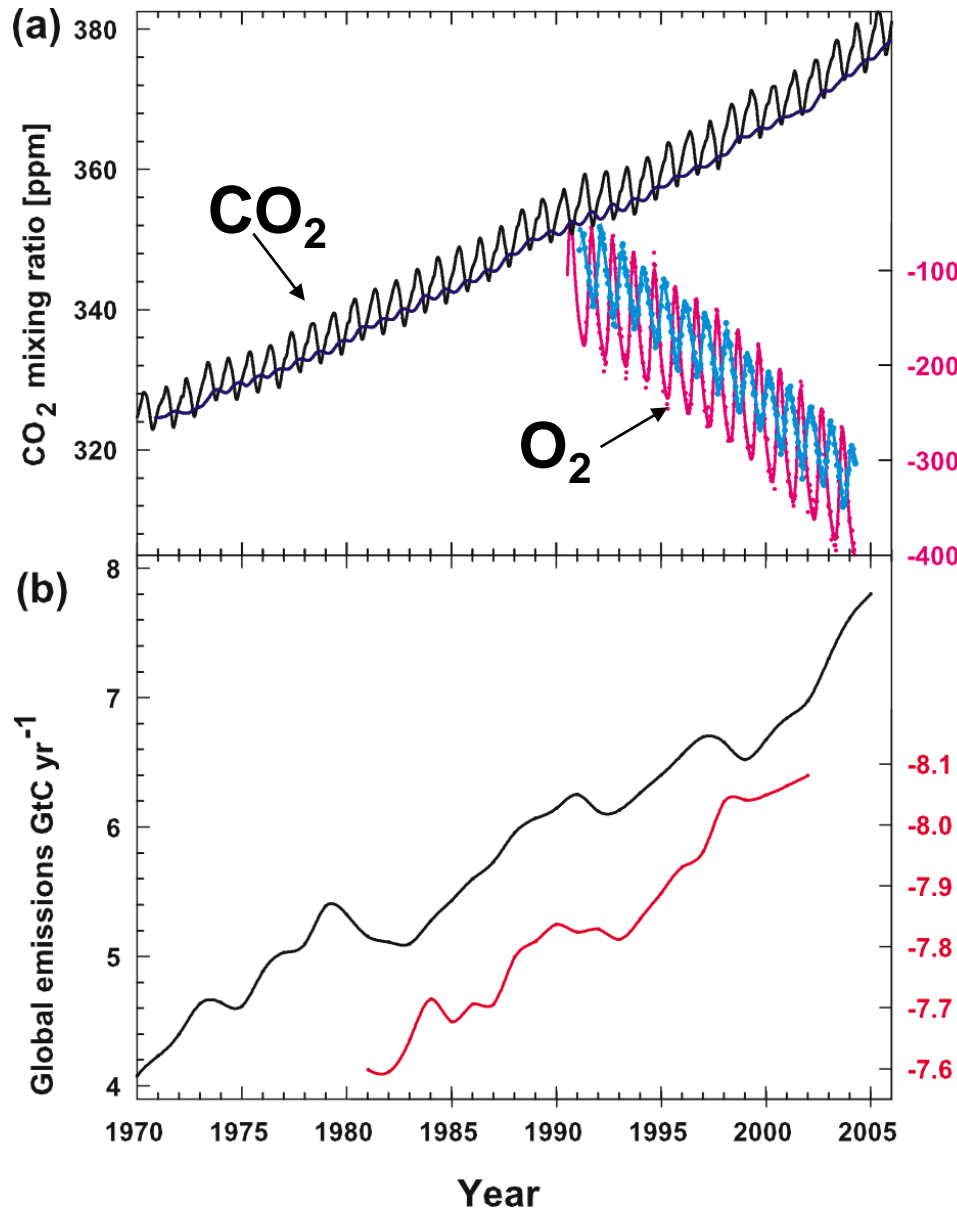 (a)
380
360
340
320
CO₂ mixing ratio [ppm]
CO₂
O₂
-100
-200
-300
-400
(b)
8
7
6
5
4
Global emissions GtC yr⁻¹
-8.1
-8.0
-7.9
-7.8
-7.7
-7.6
1970 1975 1980 1985 1990 1995 2000 2005
Year